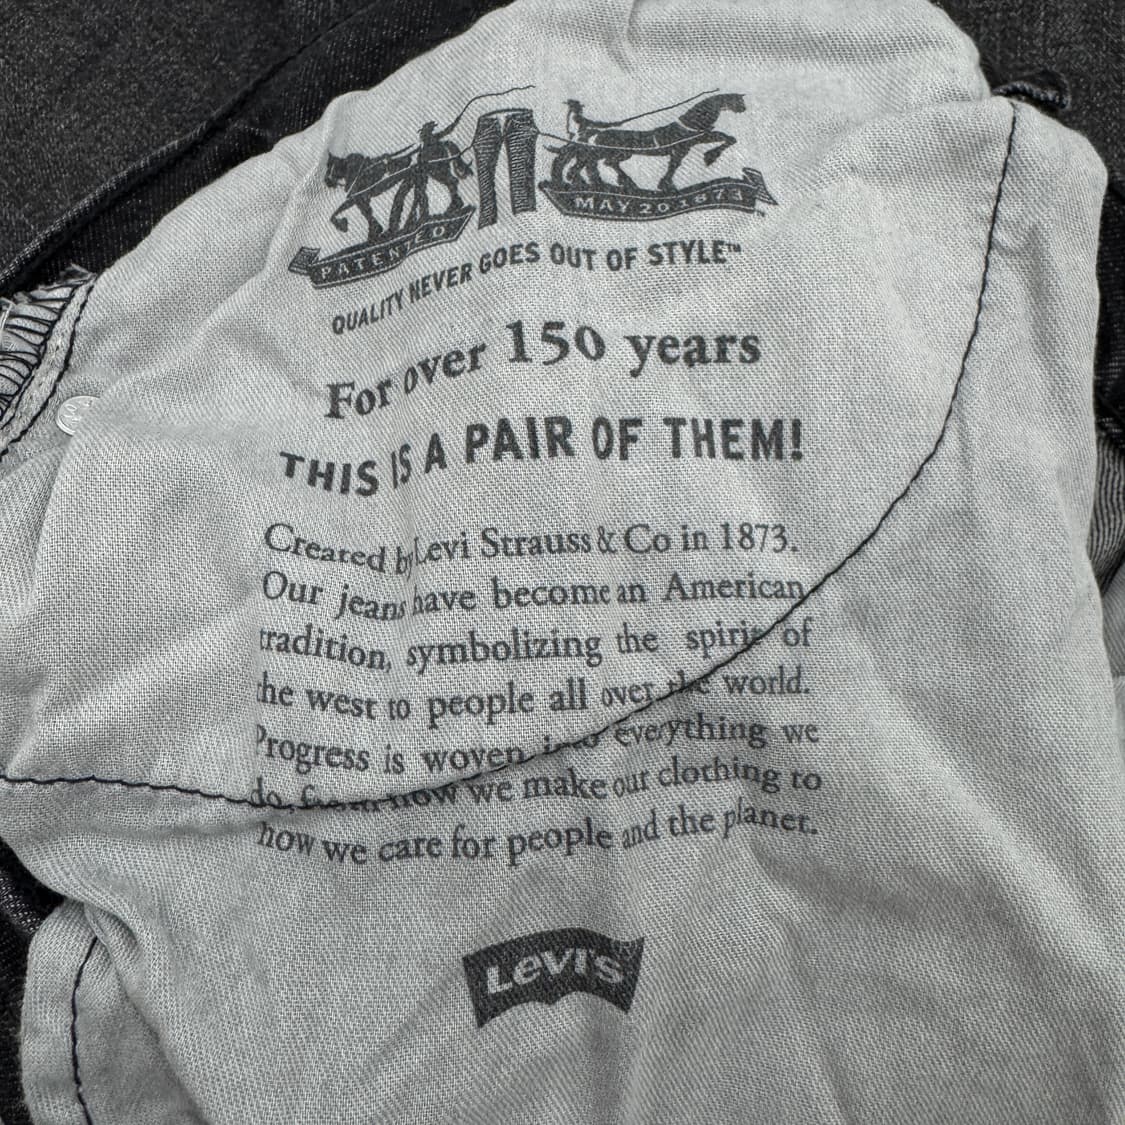 PATENTED
MAY 20 1873™
QUALITY NEVER GOES OUT OF STYLE™
For over 150 years
THIS IS A PAIR OF THEM!
Created by Levi Strauss & Co in 1873.
Our jeans have become an American
tradition, symbolizing the spirit of
the west to people all over the world.
Progress is woven into everything we
do, from how we make our clothing to
how we care for people and the planet.
LEVI'S